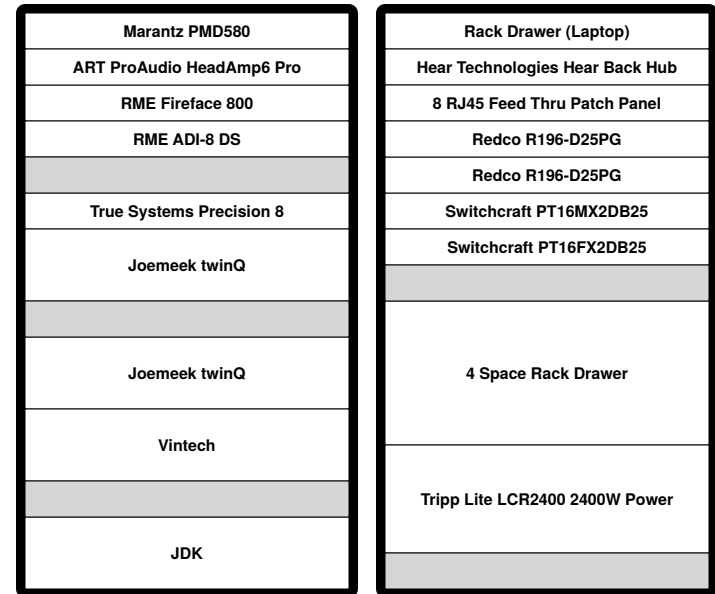 Marantz PMD580
ART ProAudio HeadAmp6 Pro
RME Fireface 800
RME ADI-8 DS
True Systems Precision 8
Joemeek twinQ
Joemeek twinQ
Vintech
JDK
Rack Drawer (Laptop)
Hear Technologies Hear Back Hub
8 RJ45 Feed Thru Patch Panel
Redco R196-D25PG
Redco R196-D25PG
Switchcraft PT16MX2DB25
Switchcraft PT16FX2DB25
4 Space Rack Drawer
Tripp Lite LCR2400 2400W Power